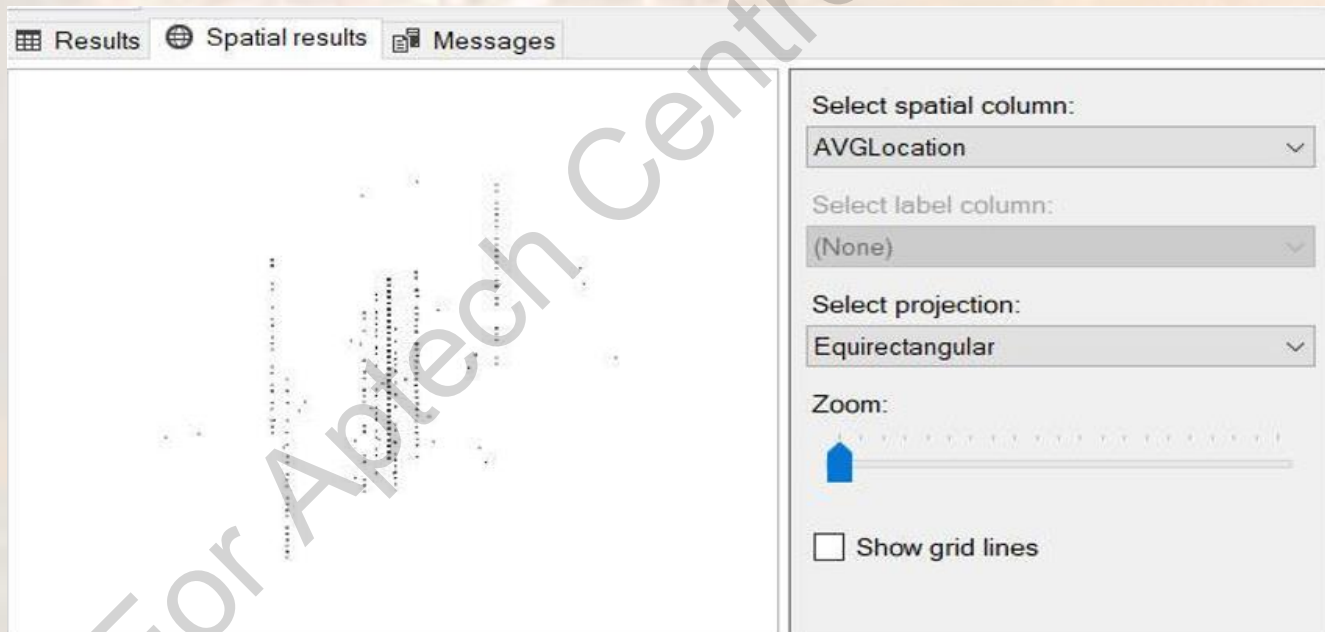 Results Spatial results Messages
Select spatial column:
AVGLocation
Select label column:
(None)
Select projection:
Equirectangular
Zoom:
Show grid lines
For Aptech Centre